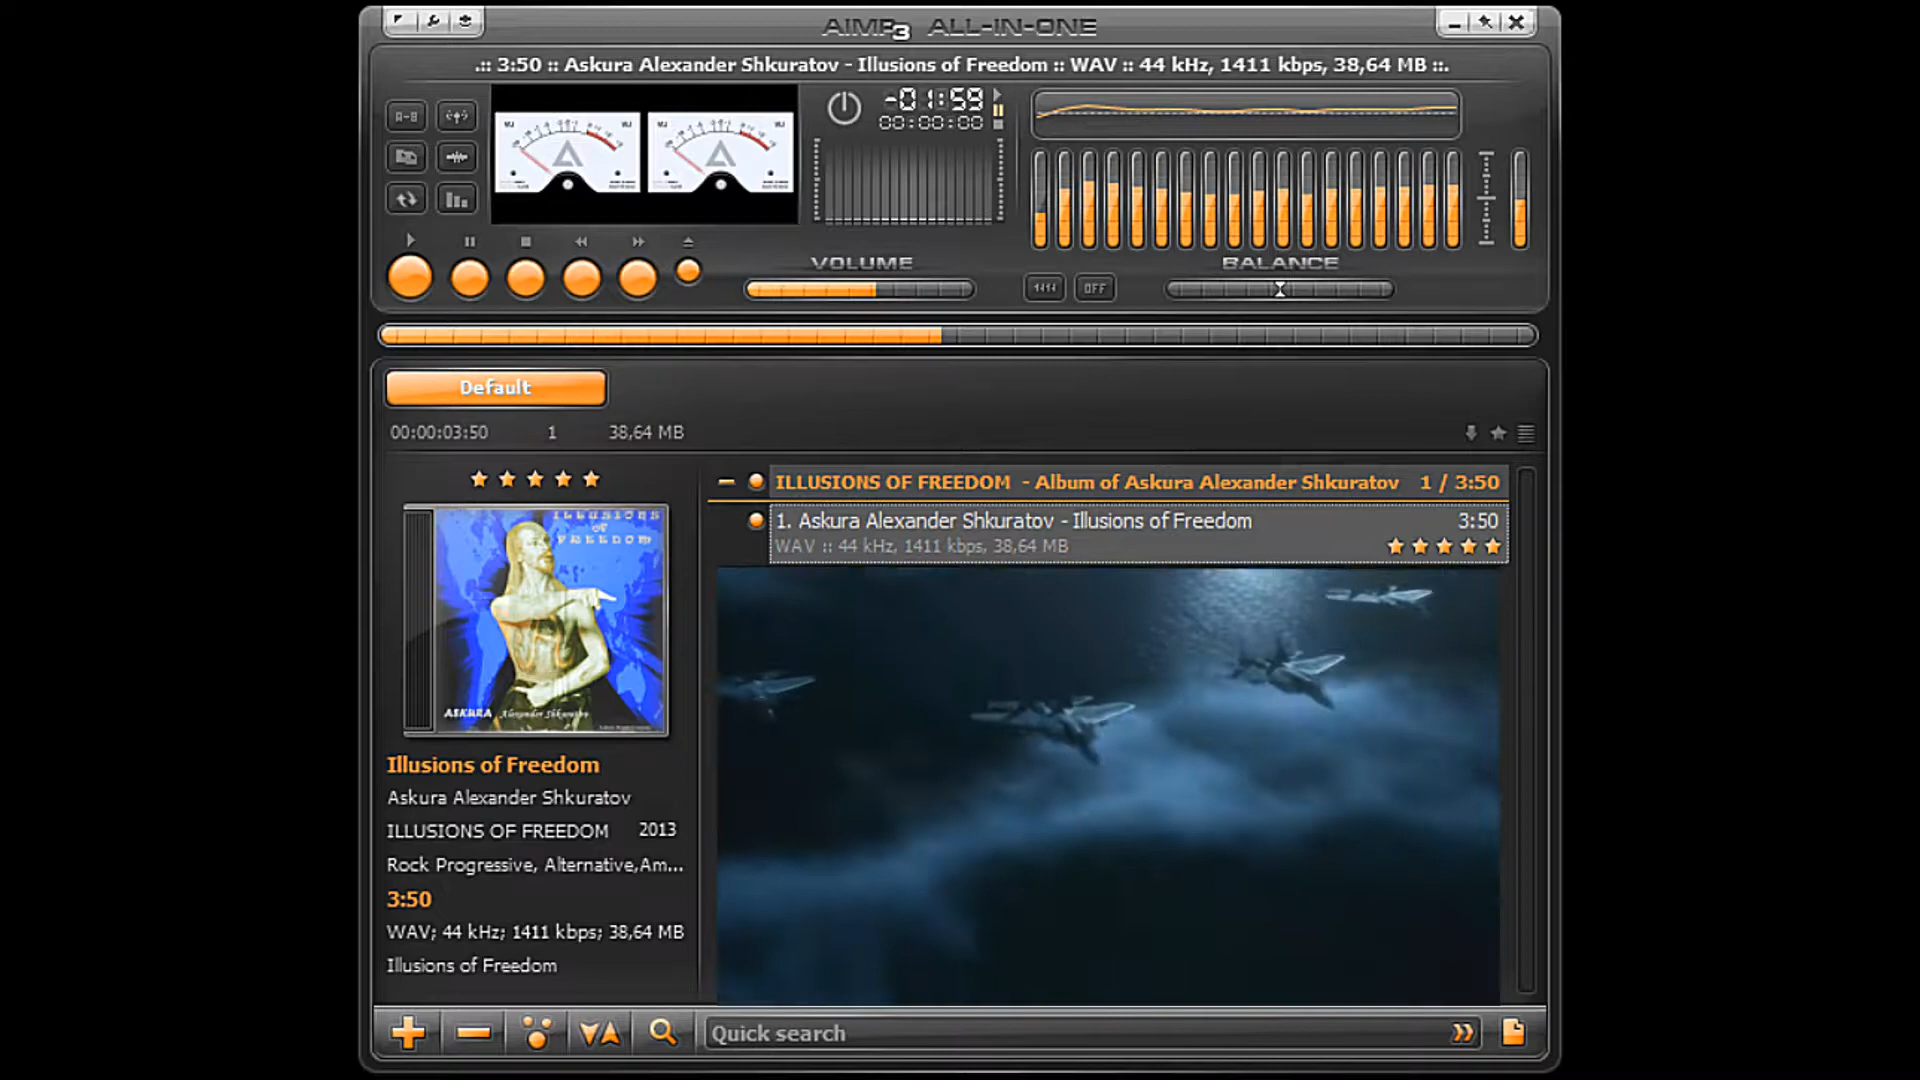 AIMP3 ALL-IN-ONE
.:: 3:50 :: Askura Alexander Shkuratov - Illusions of Freedom :: WAV :: 44 kHz, 1411 kbps, 38,64 MB ::.
A-B
-01:59
00:00:00
VOLUME
OFF
BALANCE
Default
00:00:03:50 1 38,64 MB
ILLUSIONS OF FREEDOM - Album of Askura Alexander Shkuratov 1 / 3:50
1. Askura Alexander Shkuratov - Illusions of Freedom 3:50
WAV :: 44 kHz, 1411 kbps, 38,64 MB
ILLUSIONS
OF
FREEDOM
ASKURA Alexander Shkuratov
Illusions of Freedom
Askura Alexander Shkuratov
ILLUSIONS OF FREEDOM 2013
Rock Progressive, Alternative,Am...
3:50
WAV; 44 kHz; 1411 kbps; 38,64 MB
Illusions of Freedom
Quick search